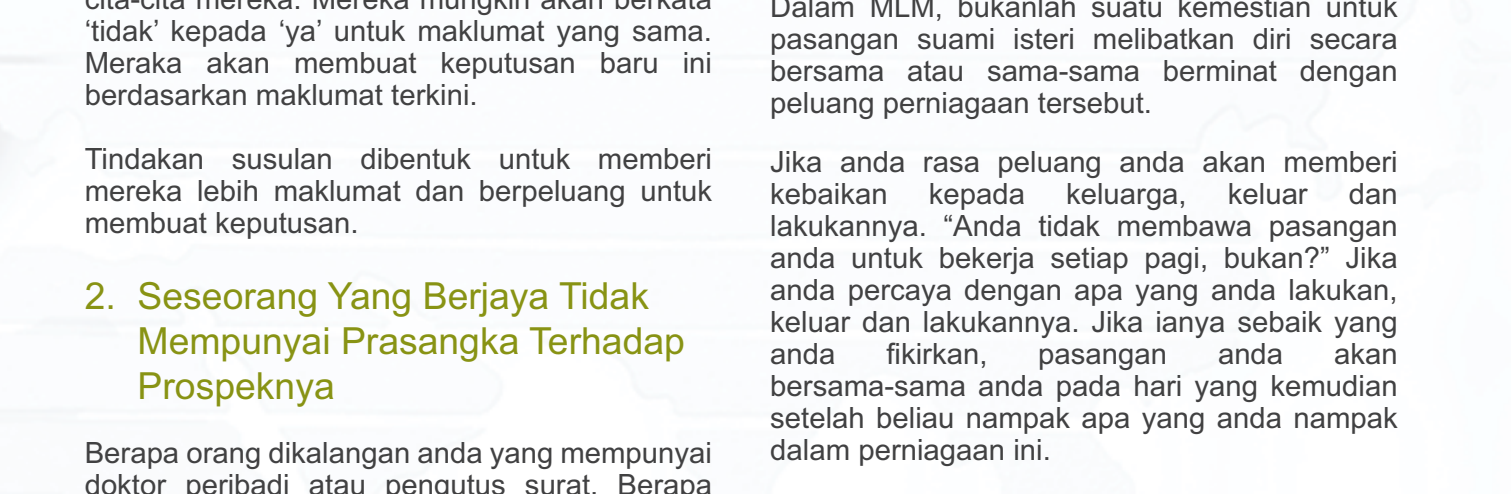 cita-cita mereka. Mereka mungkin akan berkata
‘tidak’ kepada ‘ya’ untuk maklumat yang sama.
Meraka akan membuat keputusan baru ini
berdasarkan maklumat terkini.
Tindakan susulan dibentuk untuk memberi
mereka lebih maklumat dan berpeluang untuk
membuat keputusan.
2. Seseorang Yang Berjaya Tidak
Mempunyai Prasangka Terhadap
Prospeknya
Berapa orang dikalangan anda yang mempunyai
doktor peribadi atau pengutus surat. Berapa
Dalam MLM, bukanlah suatu kemestian untuk
pasangan suami isteri melibatkan diri secara
bersama atau sama-sama berminat dengan
peluang perniagaan tersebut.
Jika anda rasa peluang anda akan memberi
kebaikan kepada keluarga, keluar dan
lakukannya. “Anda tidak membawa pasangan
anda untuk bekerja setiap pagi, bukan?” Jika
anda percaya dengan apa yang anda lakukan,
keluar dan lakukannya. Jika ianya sebaik yang
anda fikirkan, pasangan anda akan
bersama-sama anda pada hari yang kemudian
setelah beliau nampak apa yang anda nampak
dalam perniagaan ini.